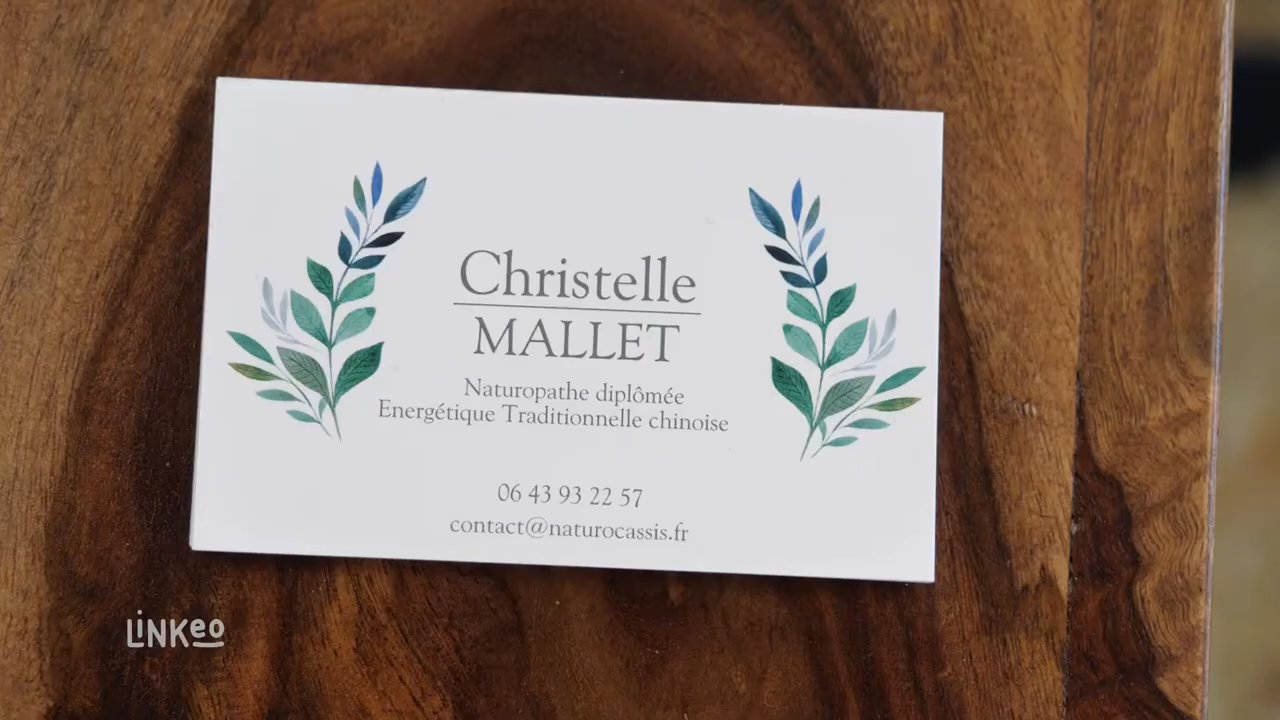 Christelle
MALLET
Naturopathe diplômée
Energétique Traditionnelle chinoise
06 43 93 22 57
contact@naturocassis.fr
LiNKeo